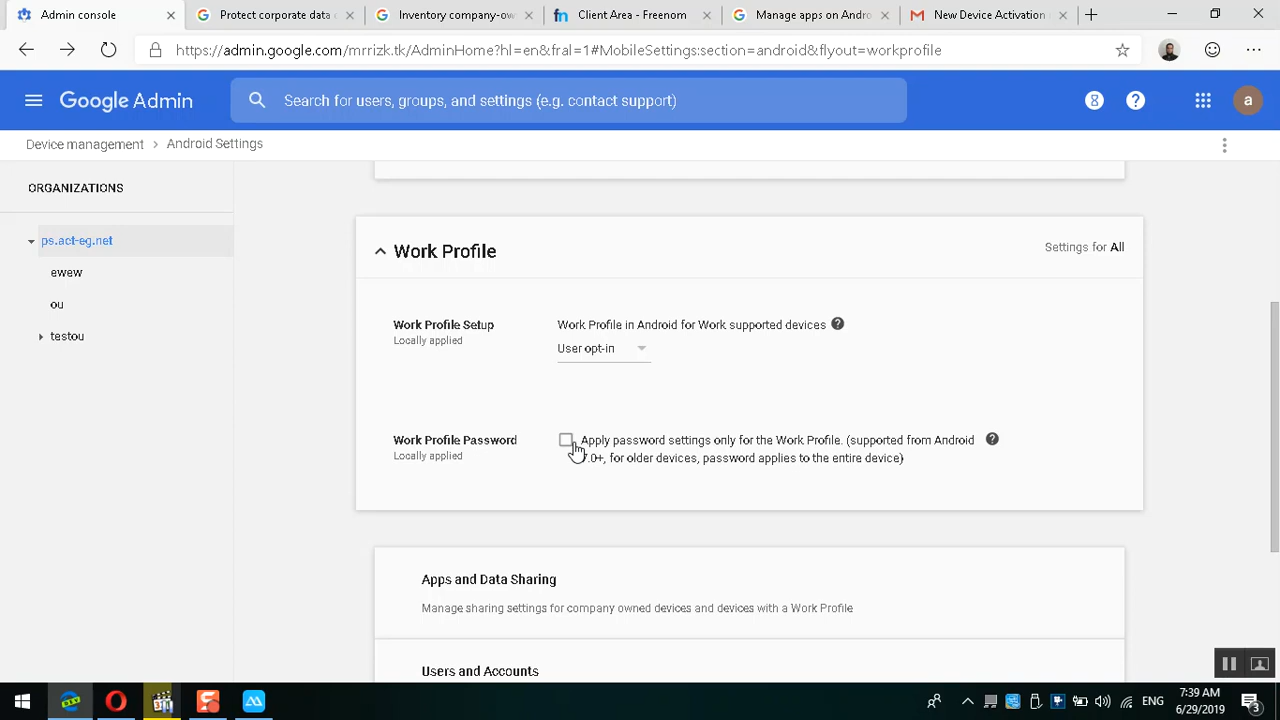 Admin console
Protect corporate data
Inventory company-ow
Client Area - Freenom
Manage apps on Andro
New Device Activation
https://admin.google.com/mrrizk.tk/AdminHome?hl=en&fral=1#MobileSettings:section=android&flyout=workprofile
Google Admin
Search for users, groups, and settings (e.g. contact support)
a
Device management > Android Settings
ORGANIZATIONS
ps.act-eg.net
ewew
ou
testou
Work Profile
Settings for All
Work Profile Setup
Locally applied
Work Profile in Android for Work supported devices
User opt-in
Work Profile Password
Locally applied
Apply password settings only for the Work Profile. (supported from Android
.0+, for older devices, password applies to the entire device)
Apps and Data Sharing
Manage sharing settings for company owned devices and devices with a Work Profile
Users and Accounts
ENG
7:39 AM
6/29/2019
3